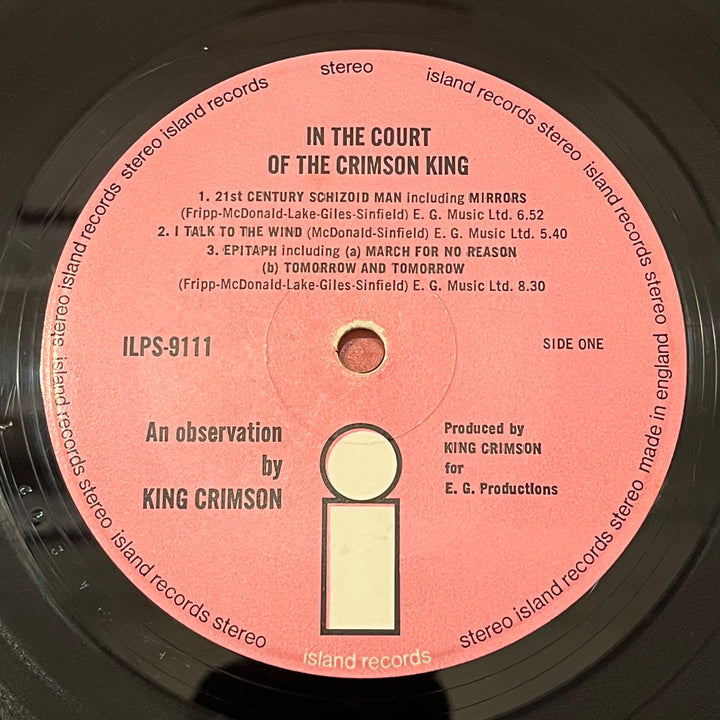 stereo
island records
IN THE COURT
OF THE CRIMSON KING
1. 21st CENTURY SCHIZOID MAN including MIRRORS
(Fripp-McDonald-Lake-Giles-Sinfield) E. G. Music Ltd. 6.52
2. I TALK TO THE WIND (McDonald-Sinfield) E. G. Music Ltd. 5.40
3. EPITAPH including (a) MARCH FOR NO REASON
(b) TOMORROW AND TOMORROW
(Fripp-McDonald-Lake-Giles-Sinfield) E. G. Music Ltd. 8.30
ILPS-9111
SIDE ONE
An observation
by
KING CRIMSON
Produced by
KING CRIMSON
for
E. G. Productions
stereo island records
made in england
stereo island records
island records
island records stereo
island records stereo island records stereo island records